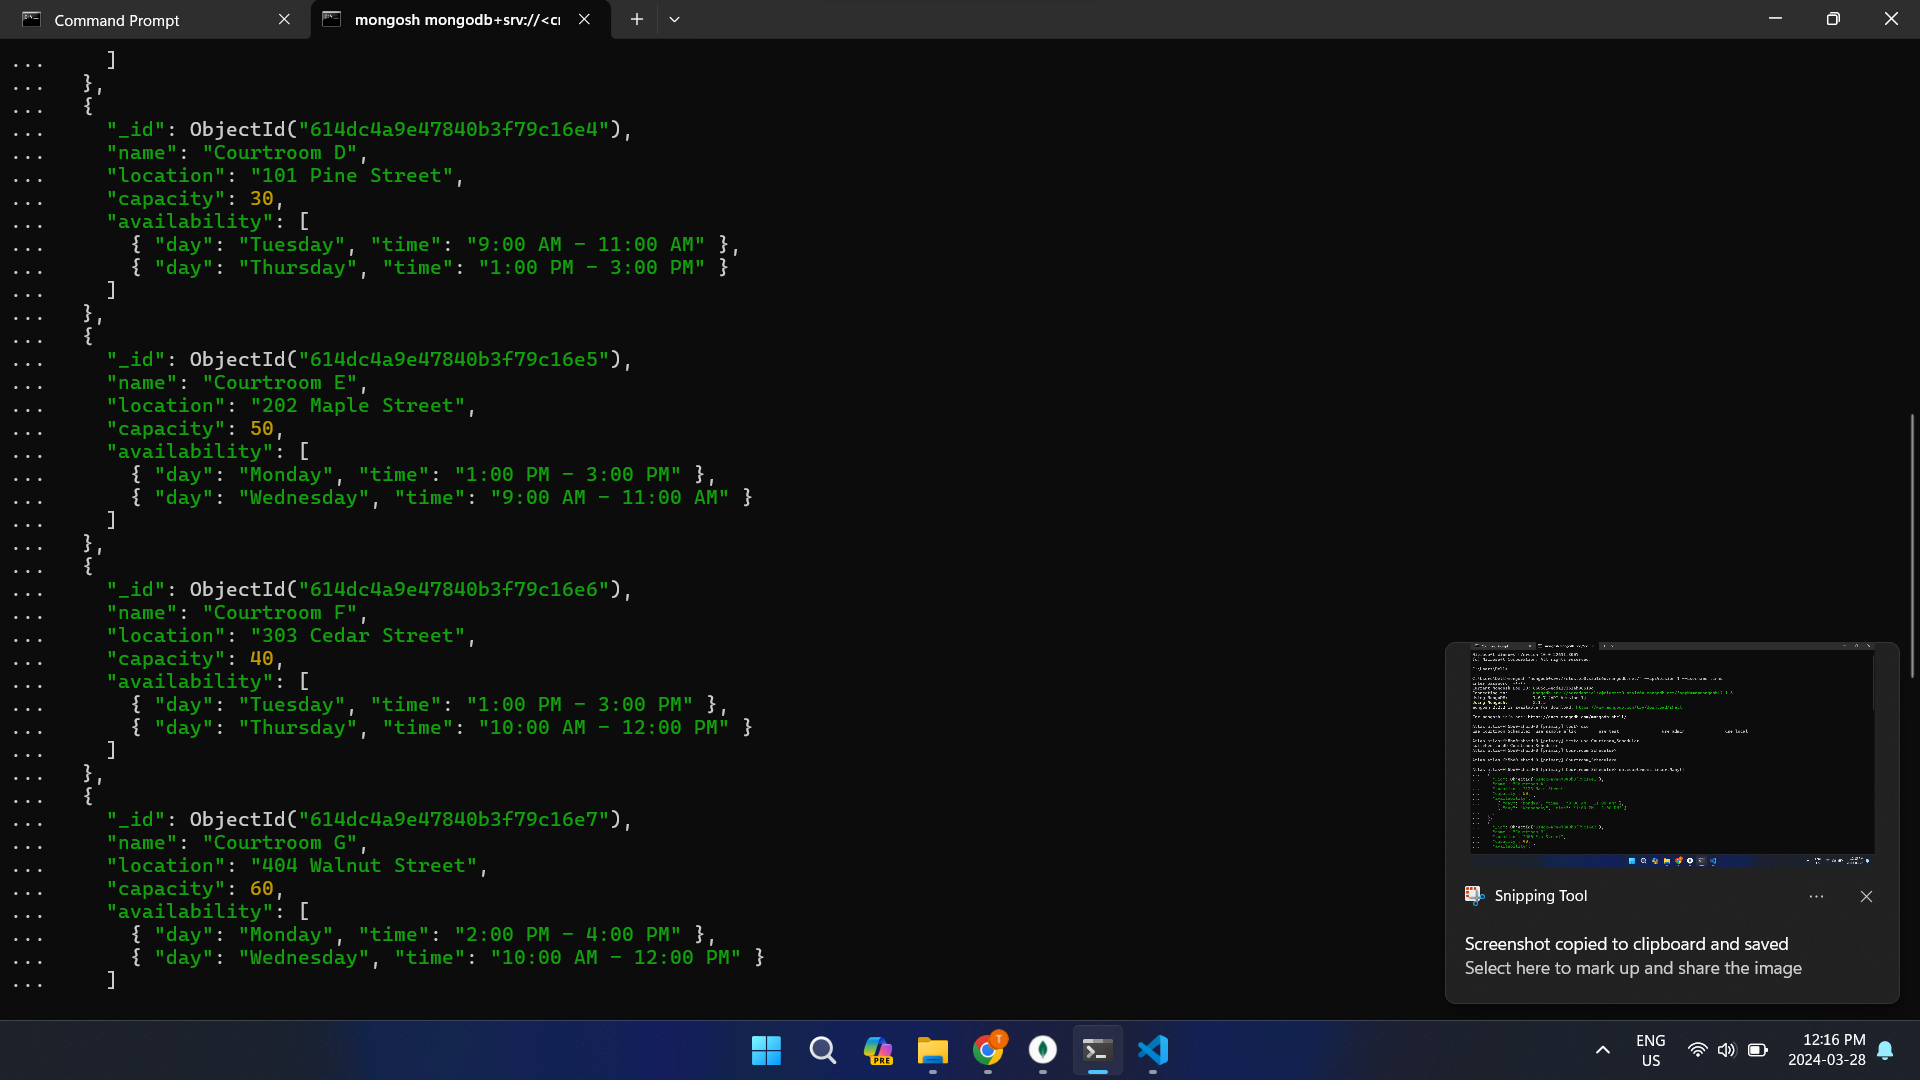 Command Prompt
mongosh mongodb+srv://<c
...     ]
...   },
...   {
...     "_id": ObjectId("614dc4a9e47840b3f79c16e4"),
...     "name": "Courtroom D",
...     "location": "101 Pine Street",
...     "capacity": 30,
...     "availability": [
...       { "day": "Tuesday", "time": "9:00 AM - 11:00 AM" },
...       { "day": "Thursday", "time": "1:00 PM - 3:00 PM" }
...     ]
...   },
...   {
...     "_id": ObjectId("614dc4a9e47840b3f79c16e5"),
...     "name": "Courtroom E",
...     "location": "202 Maple Street",
...     "capacity": 50,
...     "availability": [
...       { "day": "Monday", "time": "1:00 PM - 3:00 PM" },
...       { "day": "Wednesday", "time": "9:00 AM - 11:00 AM" }
...     ]
...   },
...   {
...     "_id": ObjectId("614dc4a9e47840b3f79c16e6"),
...     "name": "Courtroom F",
...     "location": "303 Cedar Street",
...     "capacity": 40,
...     "availability": [
...       { "day": "Tuesday", "time": "1:00 PM - 3:00 PM" },
...       { "day": "Thursday", "time": "10:00 AM - 12:00 PM" }
...     ]
...   },
...   {
...     "_id": ObjectId("614dc4a9e47840b3f79c16e7"),
...     "name": "Courtroom G",
...     "location": "404 Walnut Street",
...     "capacity": 60,
...     "availability": [
...       { "day": "Monday", "time": "2:00 PM - 4:00 PM" },
...       { "day": "Wednesday", "time": "10:00 AM - 12:00 PM" }
...     ]
Snipping Tool
Screenshot copied to clipboard and saved
Select here to mark up and share the image
PRE
T
ENG
US
12:16 PM
2024-03-28